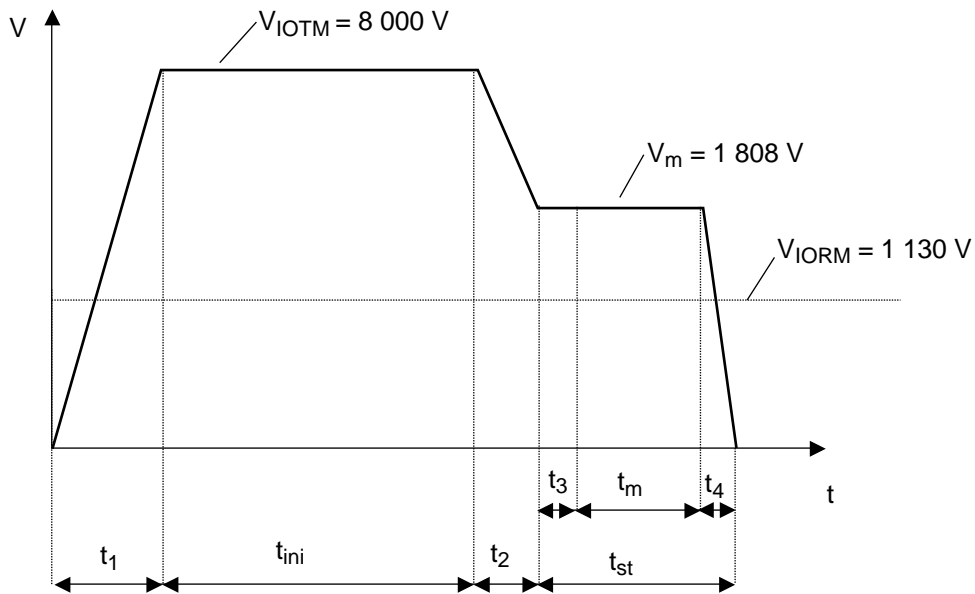 V
V_IOTM = 8 000 V
V_m = 1 808 V
V_IORM = 1 130 V
t_3
t_m
t_4
t
t_1
t_ini
t_2
t_st